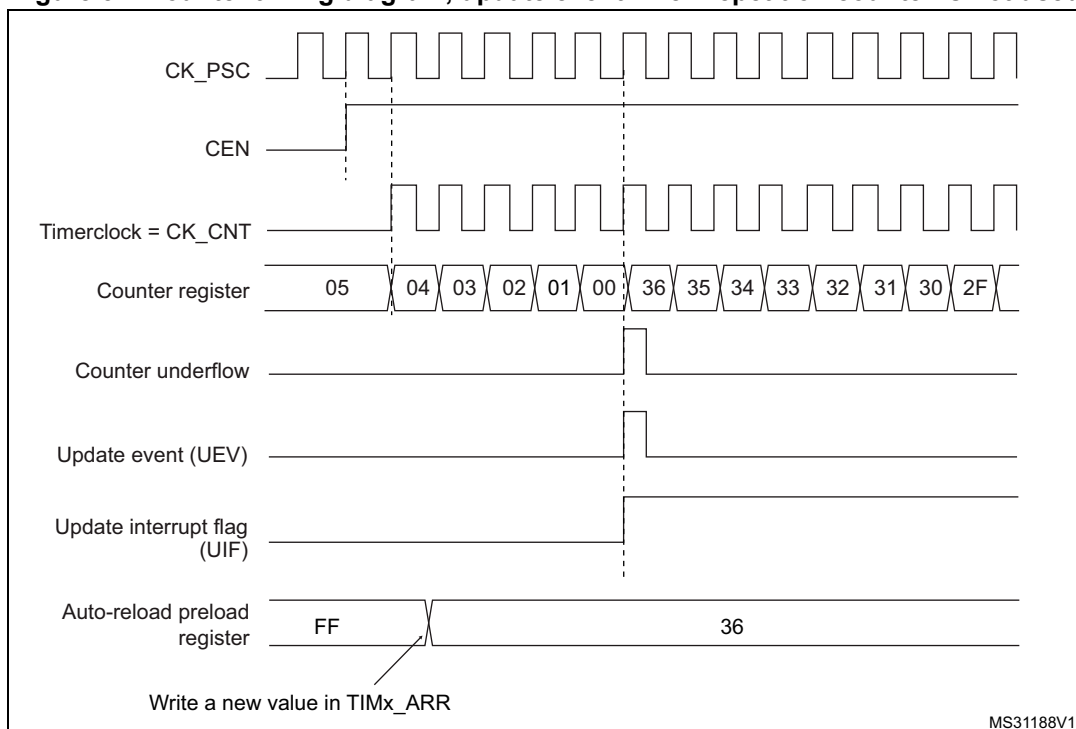 CK_PSC
CEN
Timerclock = CK_CNT
Counter register 05 04 03 02 01 00 36 35 34 33 32 31 30 2F
Counter underflow
Update event (UEV)
Update interrupt flag
(UIF)
Auto-reload preload
register
FF 36
Write a new value in TIMx_ARR
MS31188V1